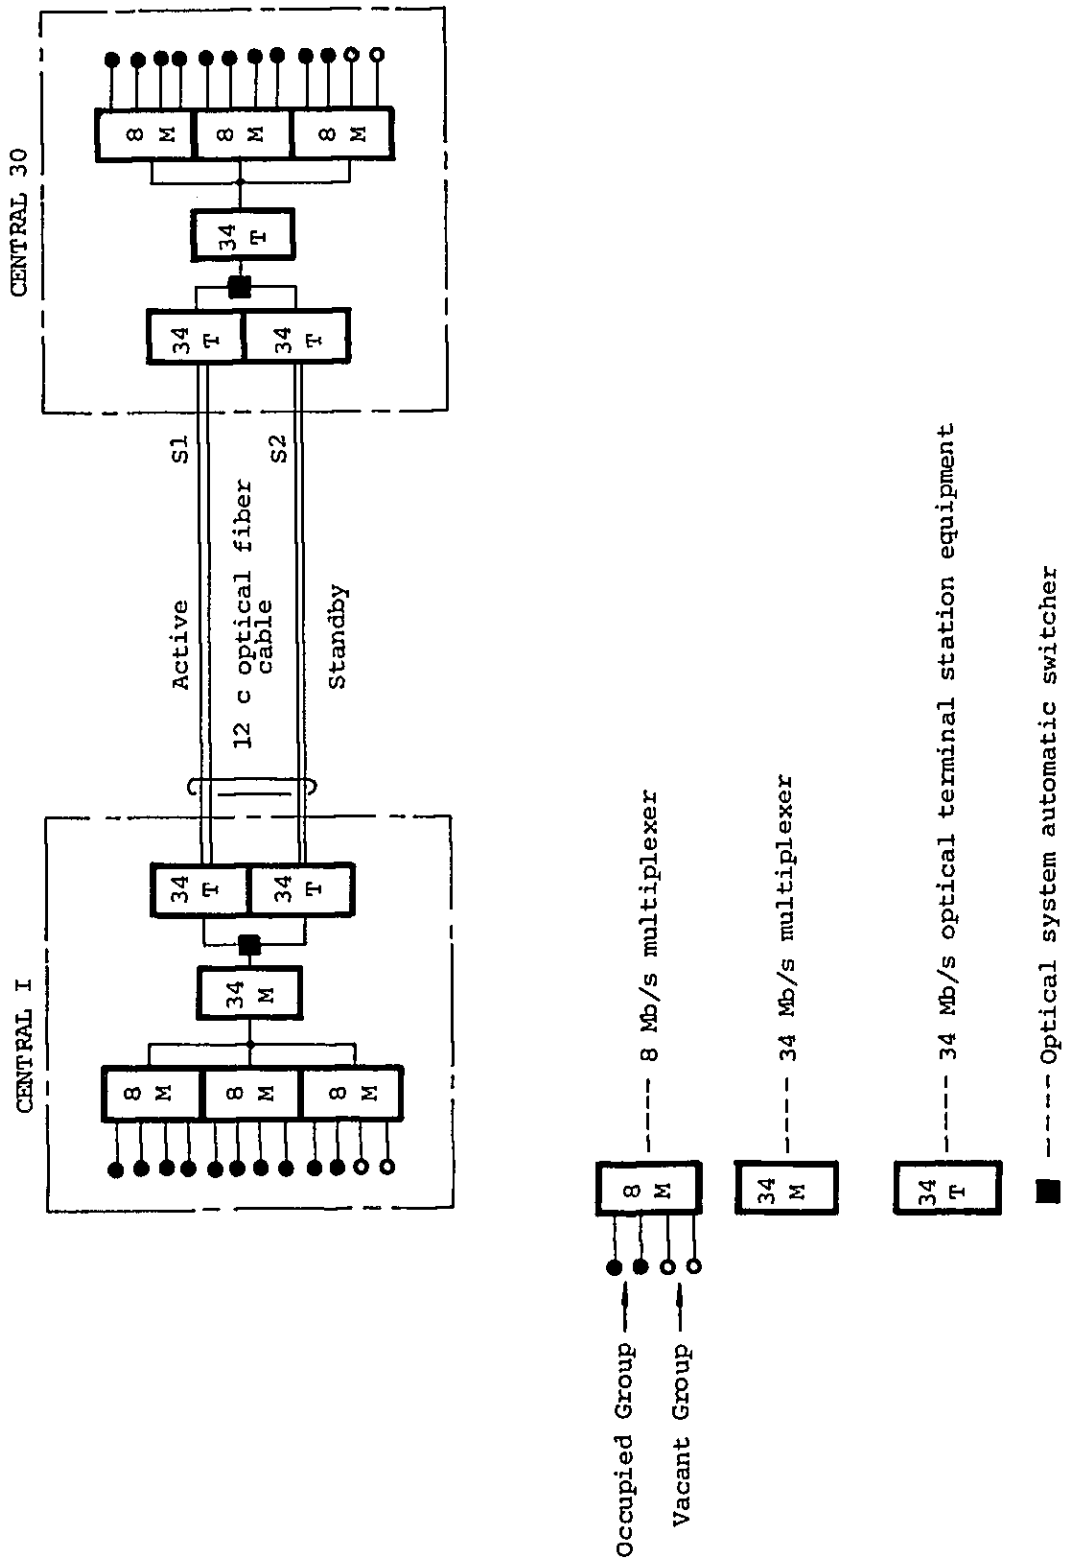 CENTRAL I
8
M
8
M
8
M
34
M
34
T
34
T
Active
S1
12 c optical fiber
cable
Standby
S2
CENTRAL 30
34
T
34
T
34
T
8
M
8
M
8
M
Occupied Group
Vacant Group
8
M
8 Mb/s multiplexer
34
M
34 Mb/s multiplexer
34
T
34 Mb/s optical terminal station equipment
Optical system automatic switcher